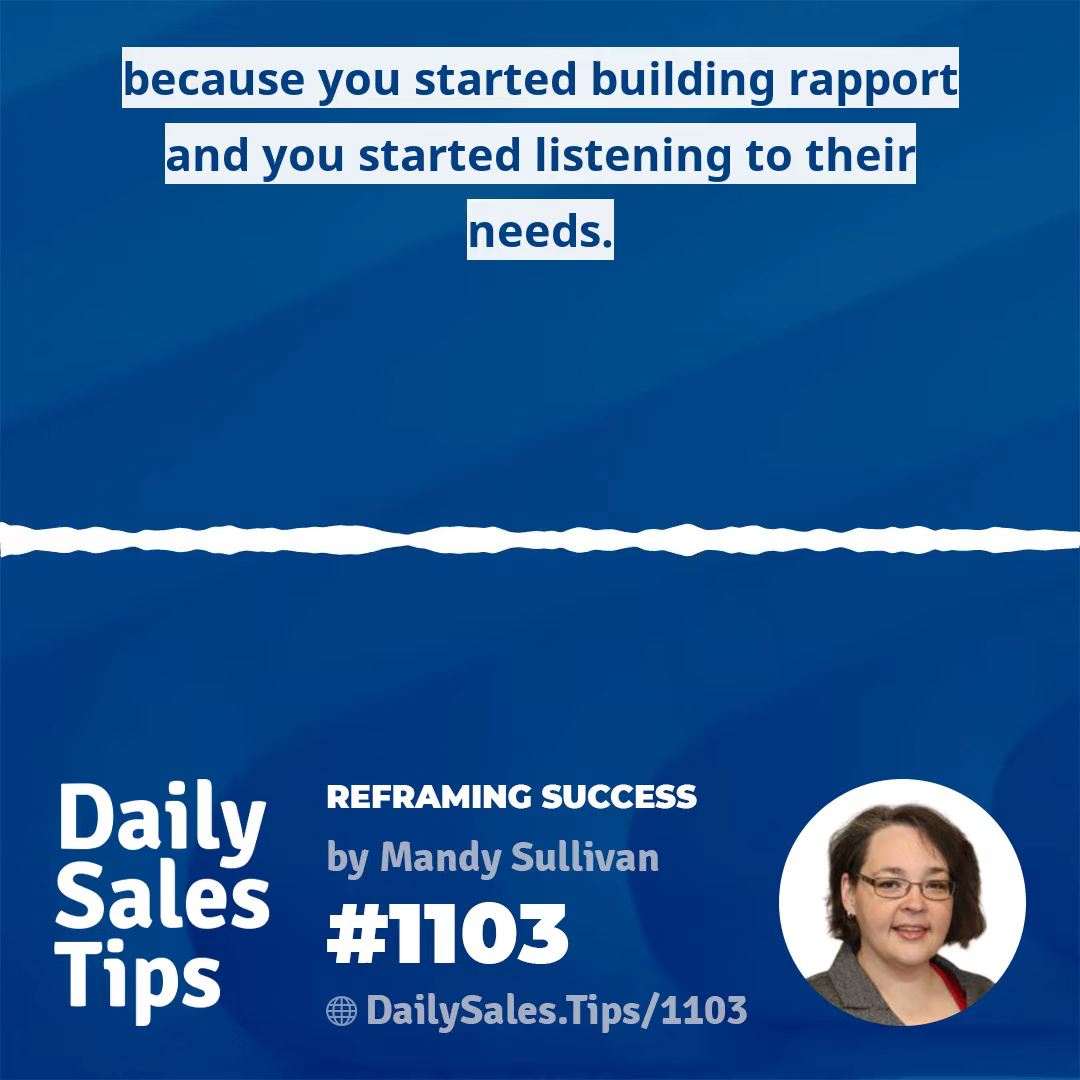 because you started building rapport
and you started listening to their
needs.
Daily
Sales
Tips
REFRAMING SUCCESS
by Mandy Sullivan
#1103
DailySales.Tips/1103